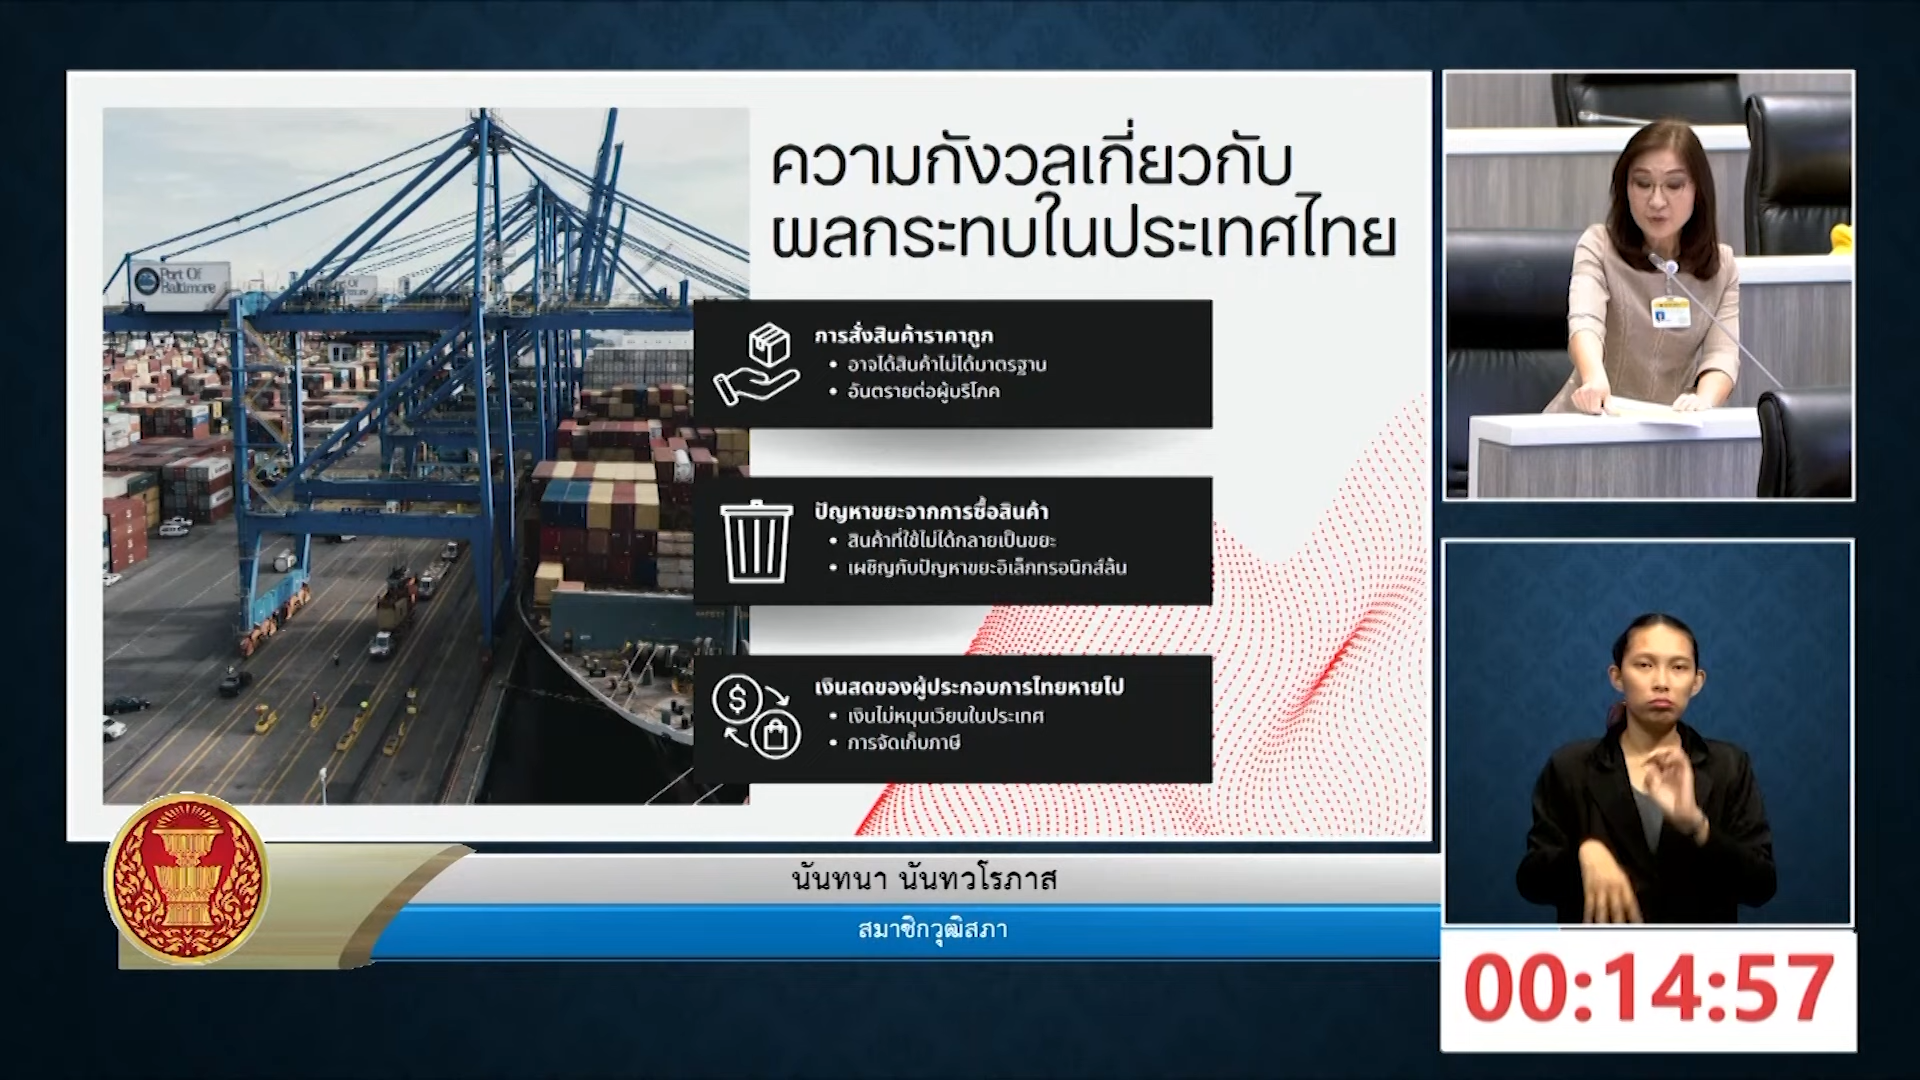 ความกังวลเกี่ยวกับ
ผลกระทบในประเทศไทย
Port Of
Baltimore
การสั่งสินค้าราคาถูก
• อาจได้สินค้าไม่ได้มาตรฐาน
• อันตรายต่อผู้บริโภค
ปัญหาขยะจากการซื้อสินค้า
• สินค้าที่ใช้ไม่ได้กลายเป็นขยะ
• เผชิญกับปัญหาขยะอิเล็กทรอนิกส์ล้น
เงินสดของผู้ประกอบการไทยหายไป
• เงินไม่หมุนเวียนในประเทศ
• การจัดเก็บภาษี
นันทนา นันทวโรภาส
สมาชิกวุฒิสภา
00:14:57